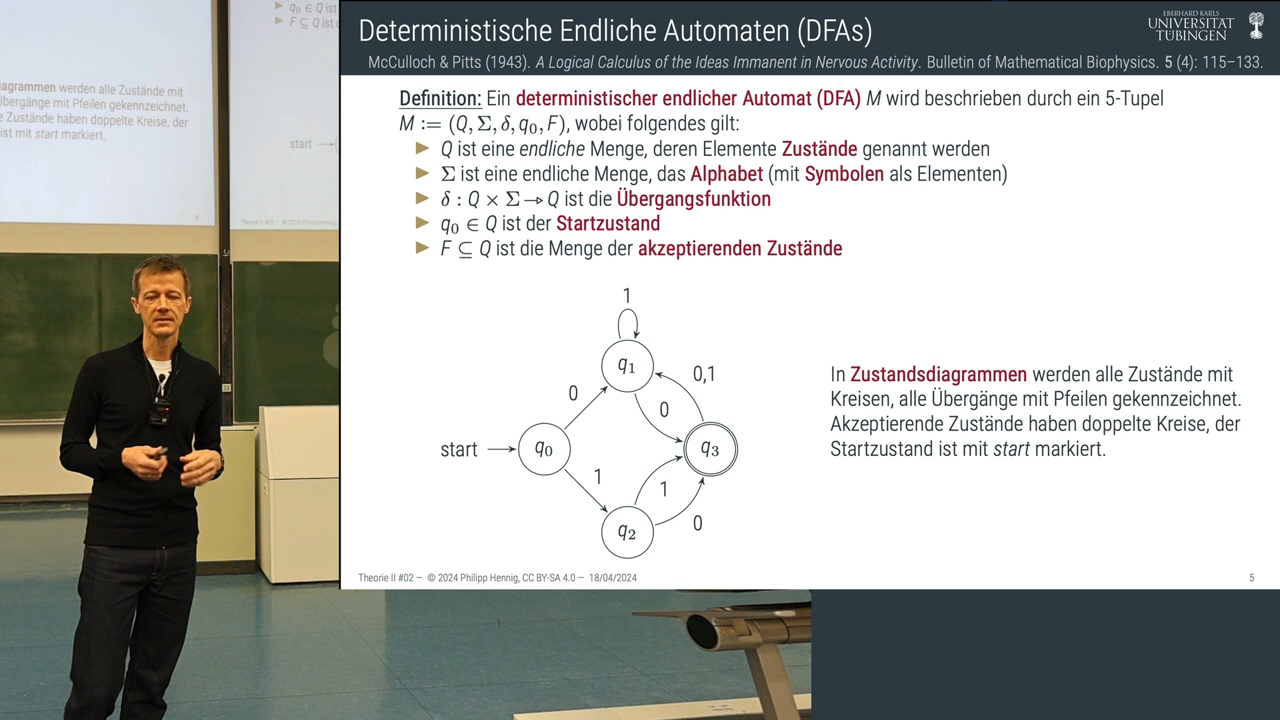 q₀ ∈ Q ist
F ⊆ Q ist
diagrammen werden alle Zustände mit
Übergänge mit Pfeilen gekennzeichnet.
Zustände haben doppelte Kreise, der
ist mit start markiert.
start
Deterministische Endliche Automaten (DFAs)
EBERHARD KARLS
UNIVERSITÄT
TÜBINGEN
McCulloch & Pitts (1943). A Logical Calculus of the Ideas Immanent in Nervous Activity. Bulletin of Mathematical Biophysics. 5 (4): 115–133.
Definition: Ein deterministischer endlicher Automat (DFA) M wird beschrieben durch ein 5-Tupel
M := (Q, Σ, δ, q₀, F), wobei folgendes gilt:
▶ Q ist eine endliche Menge, deren Elemente Zustände genannt werden
▶ Σ ist eine endliche Menge, das Alphabet (mit Symbolen als Elementen)
▶ δ : Q × Σ → Q ist die Übergangsfunktion
▶ q₀ ∈ Q ist der Startzustand
▶ F ⊆ Q ist die Menge der akzeptierenden Zustände
1
q₁
0,1
0
0
start
q₀
q₃
1
1
q₂
0
In Zustandsdiagrammen werden alle Zustände mit
Kreisen, alle Übergänge mit Pfeilen gekennzeichnet.
Akzeptierende Zustände haben doppelte Kreise, der
Startzustand ist mit start markiert.
Theorie II #02 — © 2024 Philipp Hennig, CC BY-SA 4.0 — 18/04/2024
5